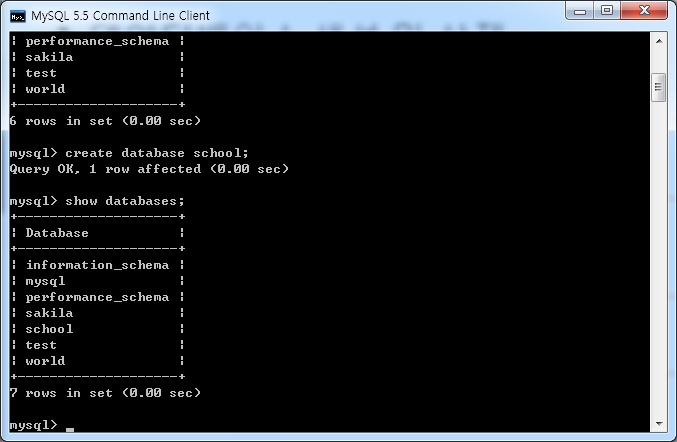 MySQL 5.5 Command Line Client
¦ performance_schema ¦
¦ sakila             ¦
¦ test               ¦
¦ world              ¦
+--------------------+
6 rows in set (0.00 sec)
mysql> create database school;
Query OK, 1 row affected (0.00 sec)
mysql> show databases;
+--------------------+
¦ Database           ¦
+--------------------+
¦ information_schema ¦
¦ mysql              ¦
¦ performance_schema ¦
¦ sakila             ¦
¦ school             ¦
¦ test               ¦
¦ world              ¦
+--------------------+
7 rows in set (0.00 sec)
mysql> _